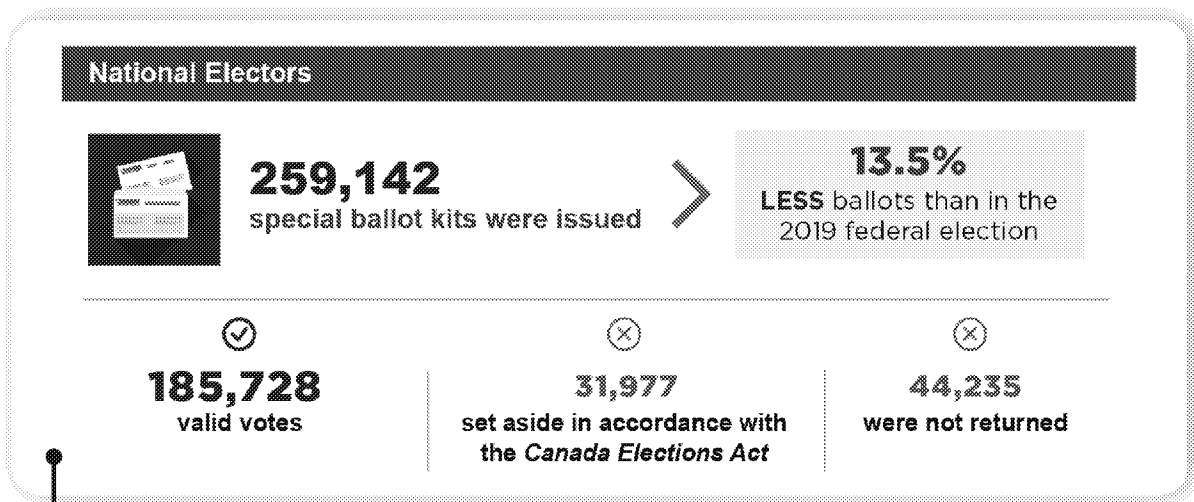 National Electors
259,142
special ballot kits were issued
13.5%
LESS ballots than in the
2019 federal election
185,728
valid votes
31,977
set aside in accordance with
the Canada Elections Act
44,235
were not returned